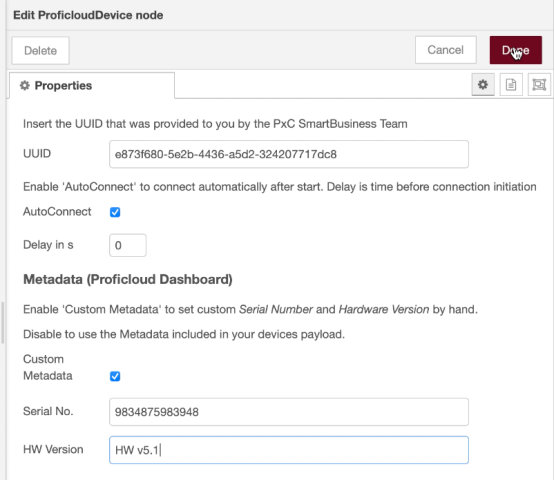 Edit ProficloudDevice node
Delete
Cancel
Done
Properties
Insert the UUID that was provided to you by the PxC SmartBusiness Team
UUID
e873f680-5e2b-4436-a5d2-324207717dc8
Enable 'AutoConnect' to connect automatically after start. Delay is time before connection initiation
AutoConnect
Delay in s
0
Metadata (Proficloud Dashboard)
Enable 'Custom Metadata' to set custom Serial Number and Hardware Version by hand.
Disable to use the Metadata included in your devices payload.
Custom
Metadata
Serial No.
9834875983948
HW Version
HW v5.1